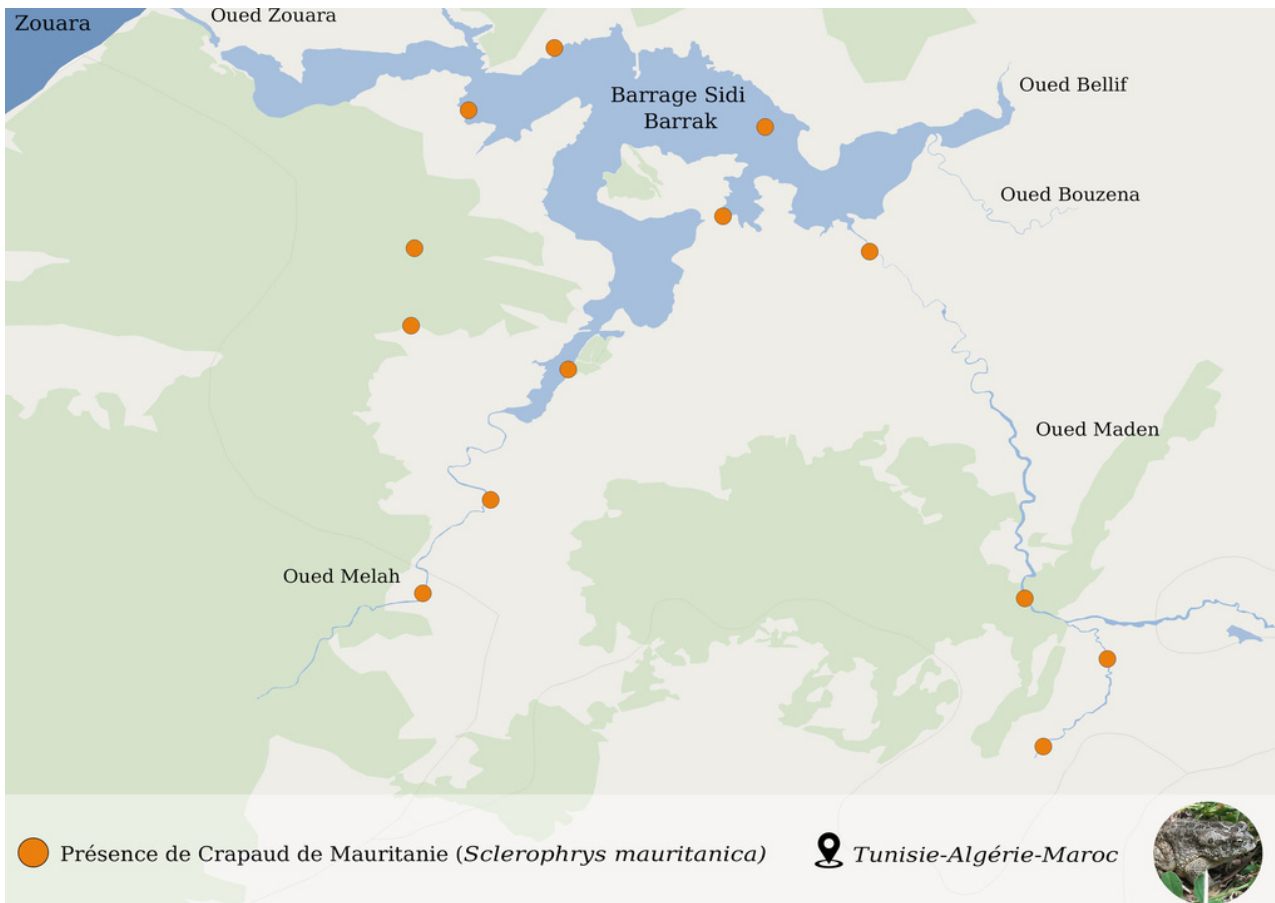 Zouara
Oued Zouara
Barrage Sidi
Barrak
Oued Bellif
Oued Bouzena
Oued Maden
Oued Melah
Présence de Crapaud de Mauritanie (Sclerophrys mauritanica)
Tunisie-Algérie-Maroc